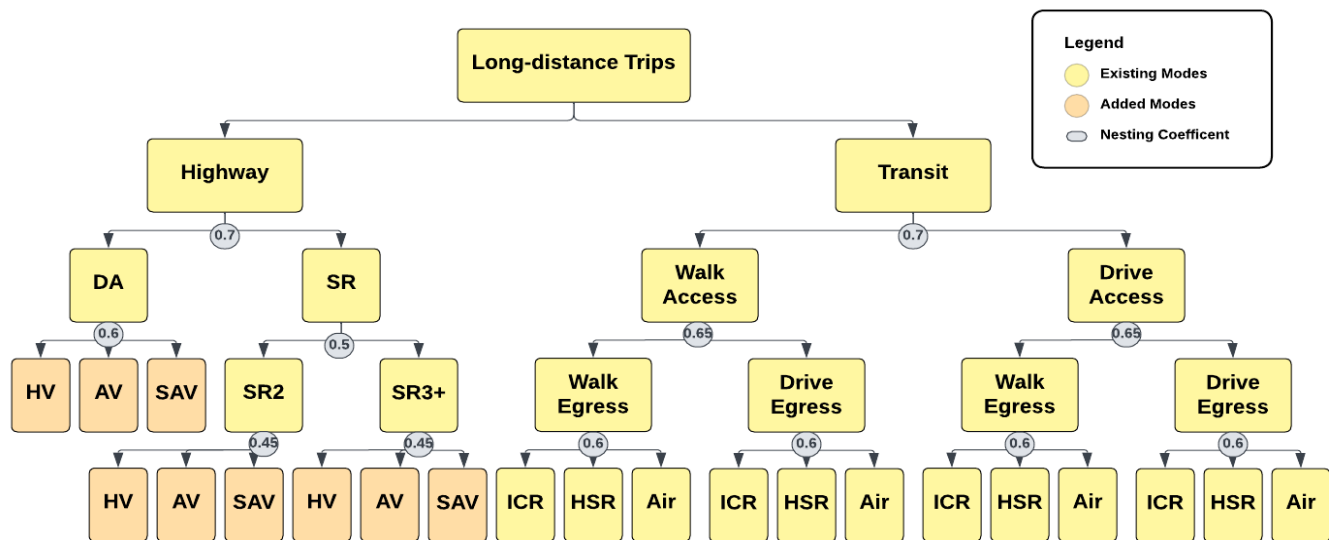 Long-distance Trips
Legend
Existing Modes
Added Modes
Nesting Coefficent
Highway
Transit
0.7
0.7
DA
SR
Walk
Access
Drive
Access
0.6
0.5
0.65
0.65
HV
AV
SAV
SR2
SR3+
Walk
Egress
Drive
Egress
Walk
Egress
Drive
Egress
0.45
0.45
0.6
0.6
0.6
0.6
HV
AV
SAV
HV
AV
SAV
ICR
HSR
Air
ICR
HSR
Air
ICR
HSR
Air
ICR
HSR
Air